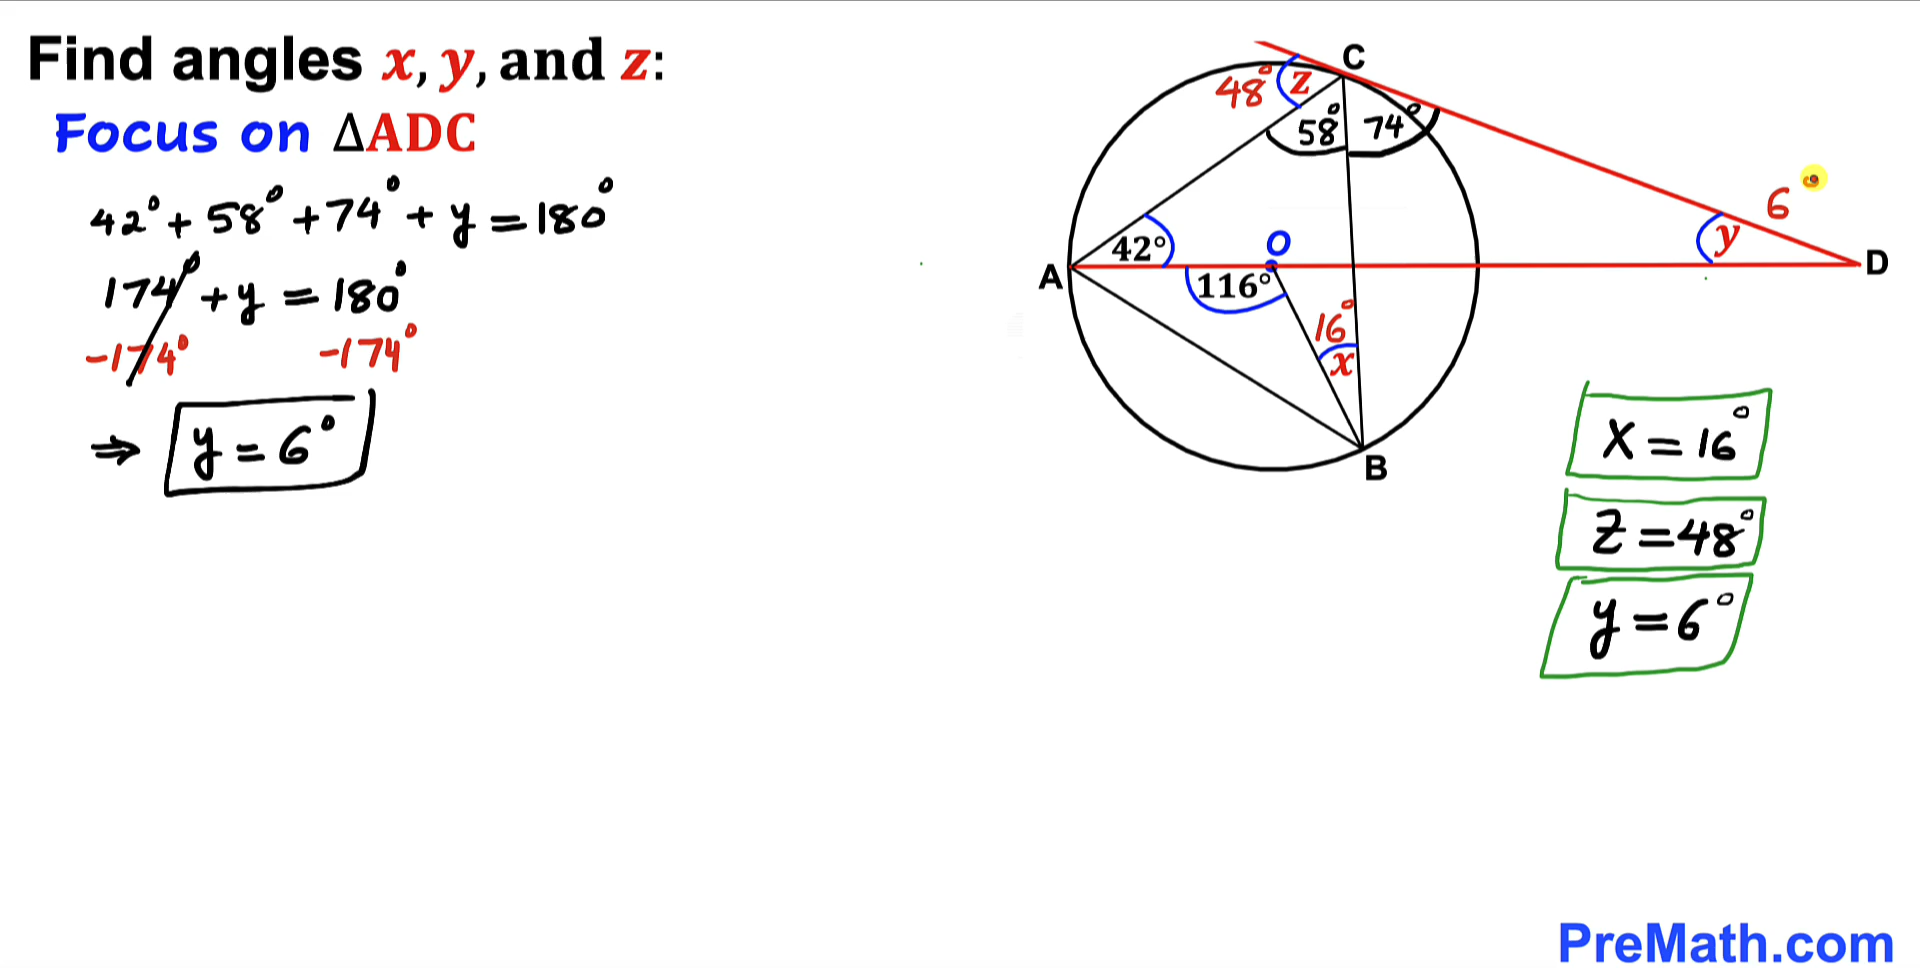 Find angles x, y, and z:
Focus on ΔADC
42° + 58° + 74° + y = 180°
174° + y = 180°
-174° -174°
⇒ y = 6°
C
48° z
58° 74°
6°
y
42° O
A D
116°
16°
x
B
x = 16°
z = 48°
y = 6°
PreMath.com